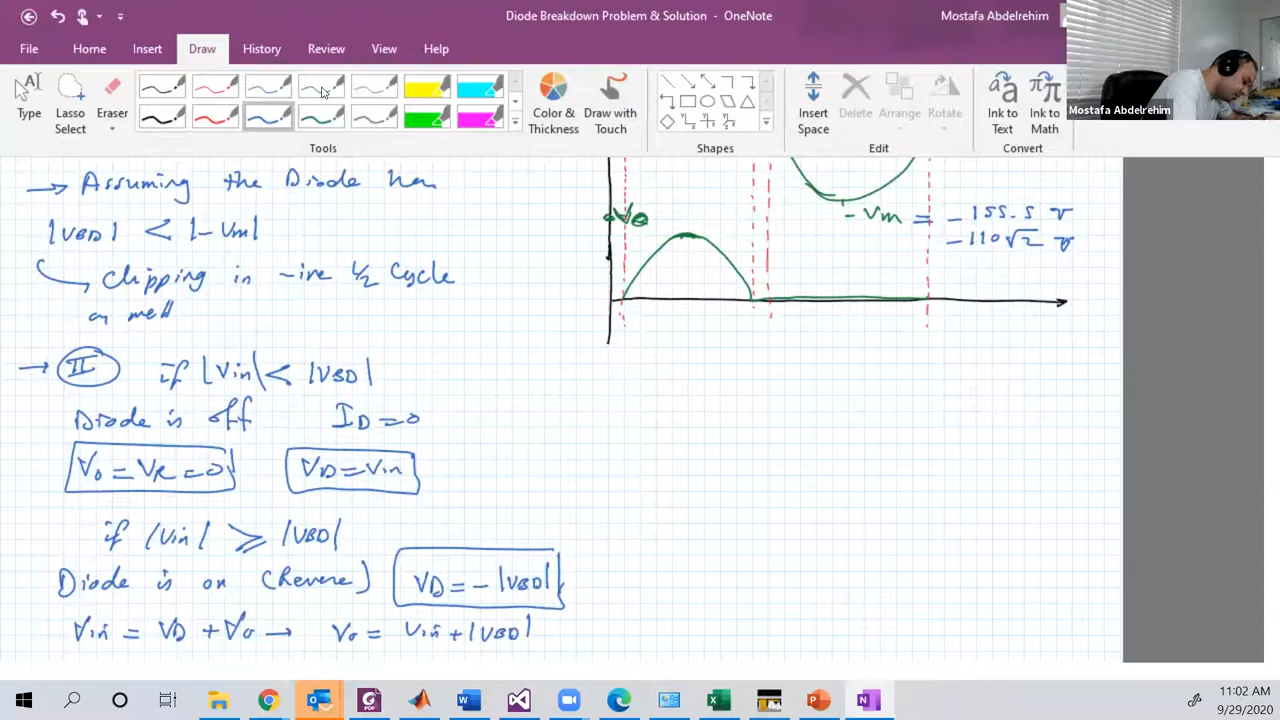 Diode Breakdown Problem & Solution - OneNote
Mostafa Abdelrehim
File Home Insert Draw History Review View Help
Type
Lasso Select
Eraser
Color & Thickness
Draw with Touch
Insert Space
Delete
Arrange
Rotate
Ink to Text
Ink to Math
Tools
Shapes
Edit
Convert
Mostafa Abdelrehim
→ Assuming the Diode has
|VBD| < |-Vm|
Clipping in -ive 1/2 Cycle
as well
→ II if |Vin| < |VBD|
Diode is off ID = 0
Vo = VR = 0 VD = Vin
if |Vin| ⩾ |VBD|
Diode is on (Reverse) VD = - |VBD|
Vin = VD + Vo → Vo = Vin + |VBD|
- Vm = -155.5 V
-110√2 V
11:02 AM
9/29/2020